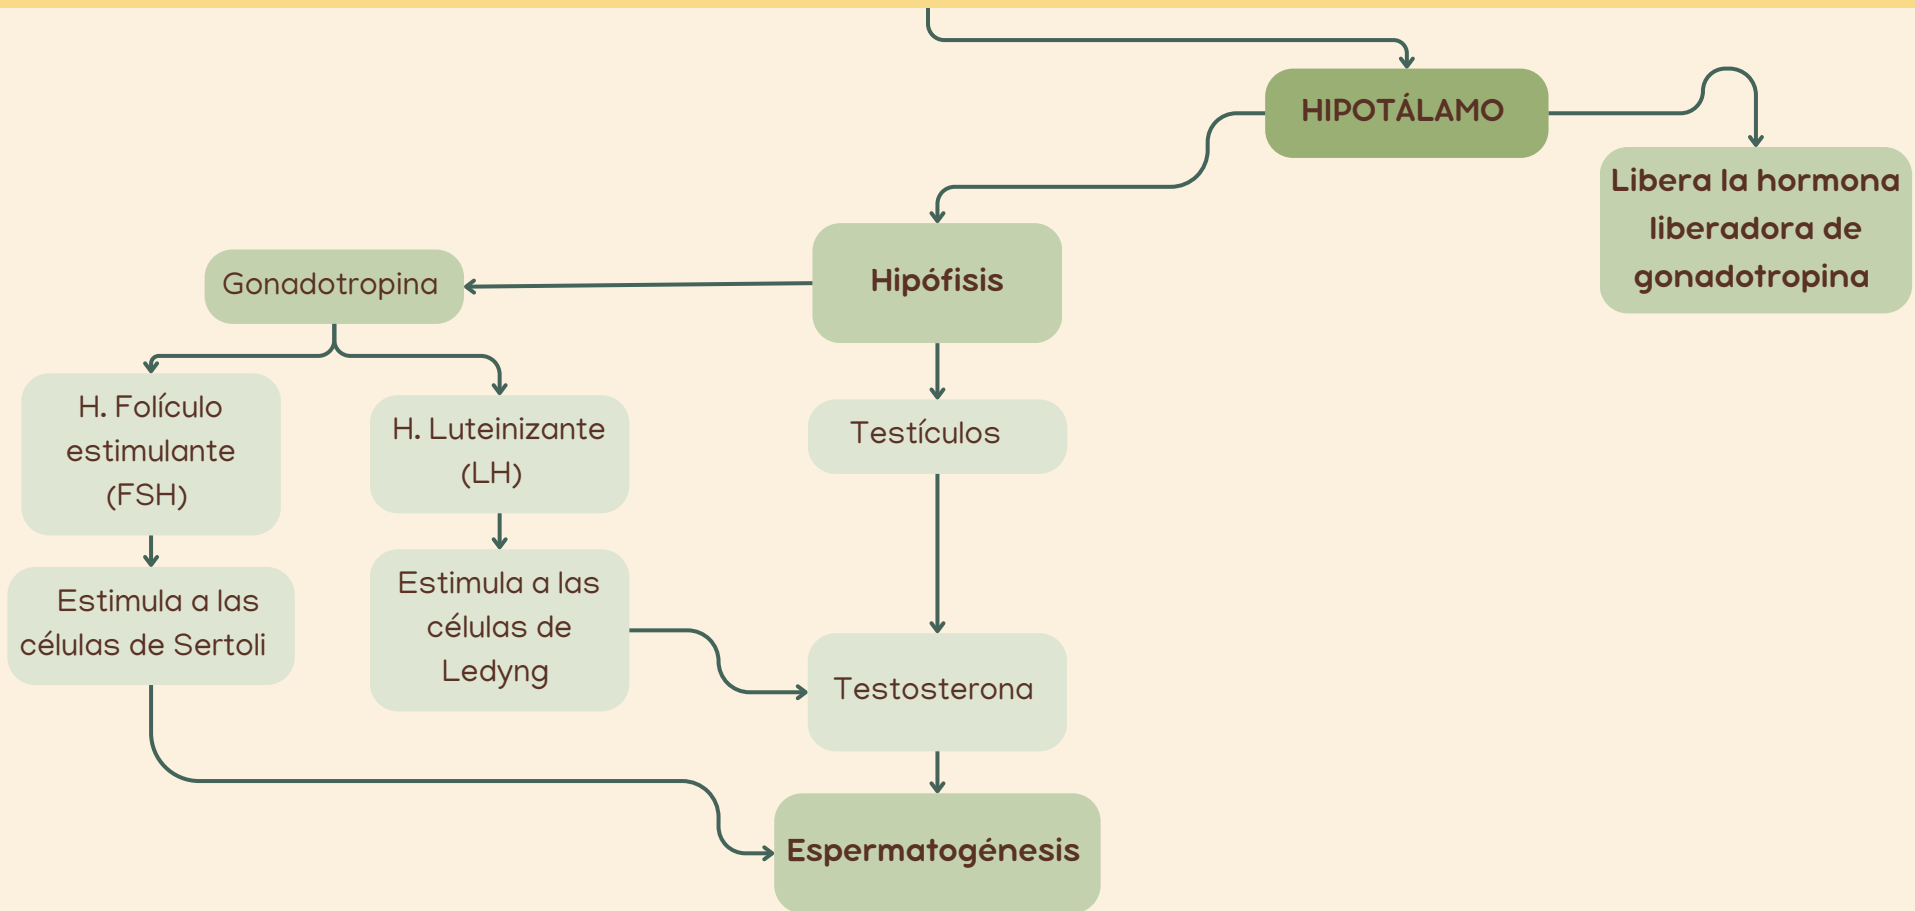 HIPOTÁLAMO
Libera la hormona
liberadora de
gonadotropina
Hipófisis
Gonadotropina
H. Folículo
estimulante
(FSH)
H. Luteinizante
(LH)
Testículos
Estimula a las
células de Sertoli
Estimula a las
células de
Ledyng
Testosterona
Espermatogénesis